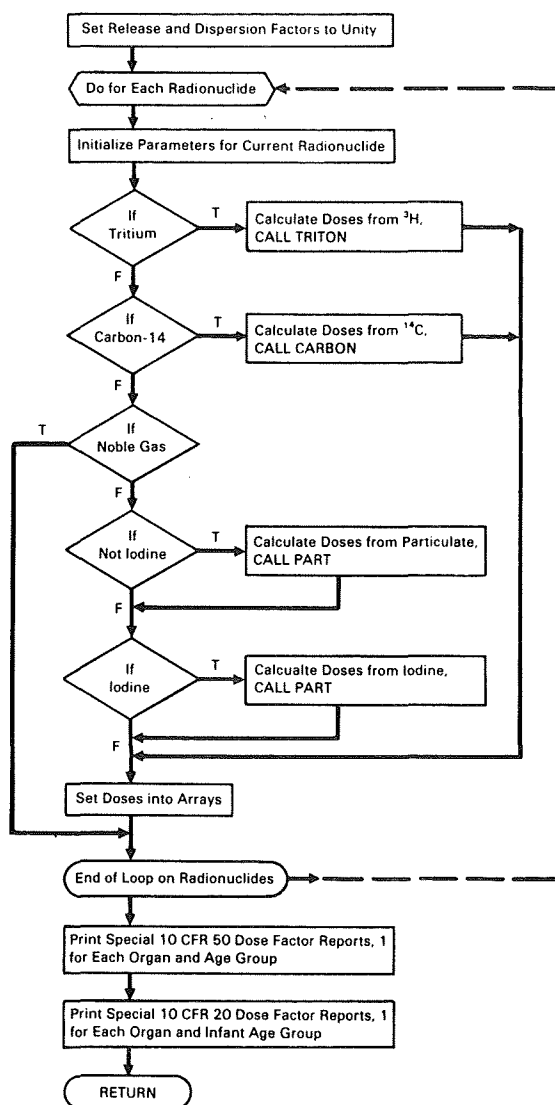 Set Release and Dispersion Factors to Unity
Do for Each Radionuclide
Initialize Parameters for Current Radionuclide
If
Tritium
T
Calculate Doses from ³H,
CALL TRITON
F
If
Carbon-14
T
Calculate Doses from ¹⁴C,
CALL CARBON
F
T
If
Noble Gas
F
If
Not Iodine
T
Calculate Doses from Particulate,
CALL PART
F
If
Iodine
T
Calcualte Doses from Iodine,
CALL PART
F
Set Doses into Arrays
End of Loop on Radionuclides
Print Special 10 CFR 50 Dose Factor Reports, 1
for Each Organ and Age Group
Print Special 10 CFR 20 Dose Factor Reports, 1
for Each Organ and Infant Age Group
RETURN